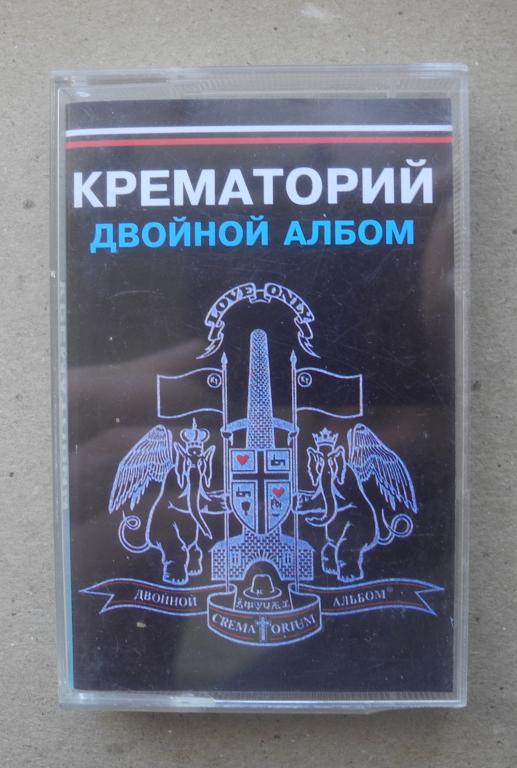 КРЕМАТОРИЙ
ДВОЙНОЙ АЛБОМ
LOVE ONLY
ДВОЙНОЙ
АЛЬБОМ®
CREMATORIUM